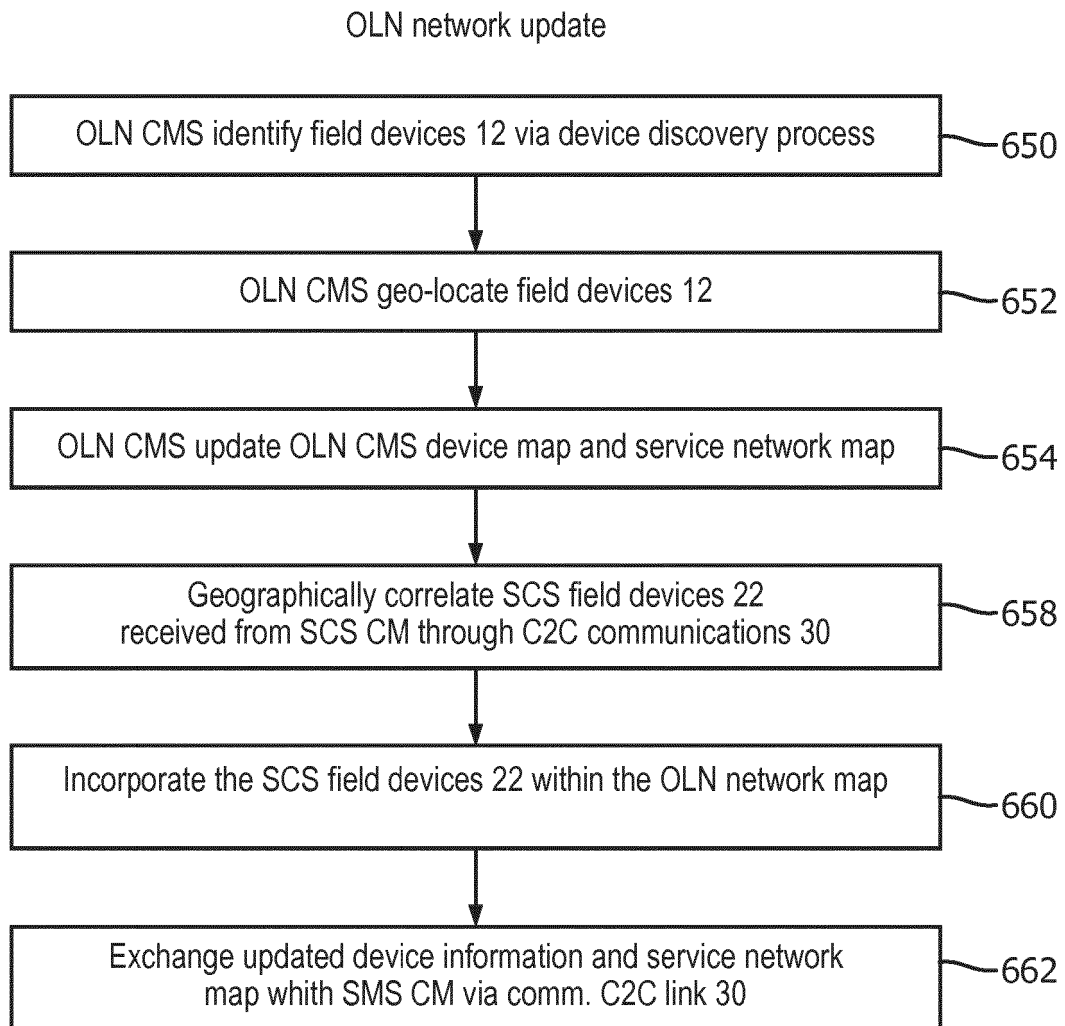 OLN network update
OLN CMS identify field devices 12 via device discovery process
650
OLN CMS geo-locate field devices 12
652
OLN CMS update OLN CMS device map and service network map
654
Geographically correlate SCS field devices 22
received from SCS CM through C2C communications 30
658
Incorporate the SCS field devices 22 within the OLN network map
660
Exchange updated device information and service network
map whith SMS CM via comm. C2C link 30
662